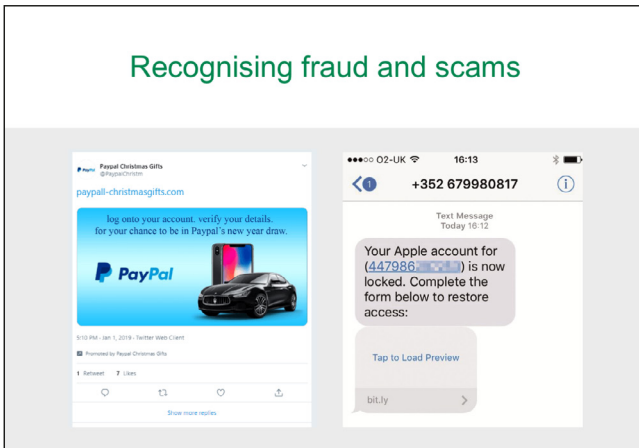 Recognising fraud and scams
PayPal
Paypal Christmas Gifts
@PaypalChristm
paypall-christmasgifts.com
log onto your account. verify your details.
for your chance to be in Paypal's new year draw.
PayPal
5:10 PM - Jan 1, 2019 - Twitter Web Client
Promoted by Paypal Christmas Gifts
1 Retweet 7 Likes
Show more replies
O2-UK 16:13
1 +352 679980817
Text Message
Today 16:12
Your Apple account for
(447986 ) is now
locked. Complete the
form below to restore
access:
Tap to Load Preview
bit.ly